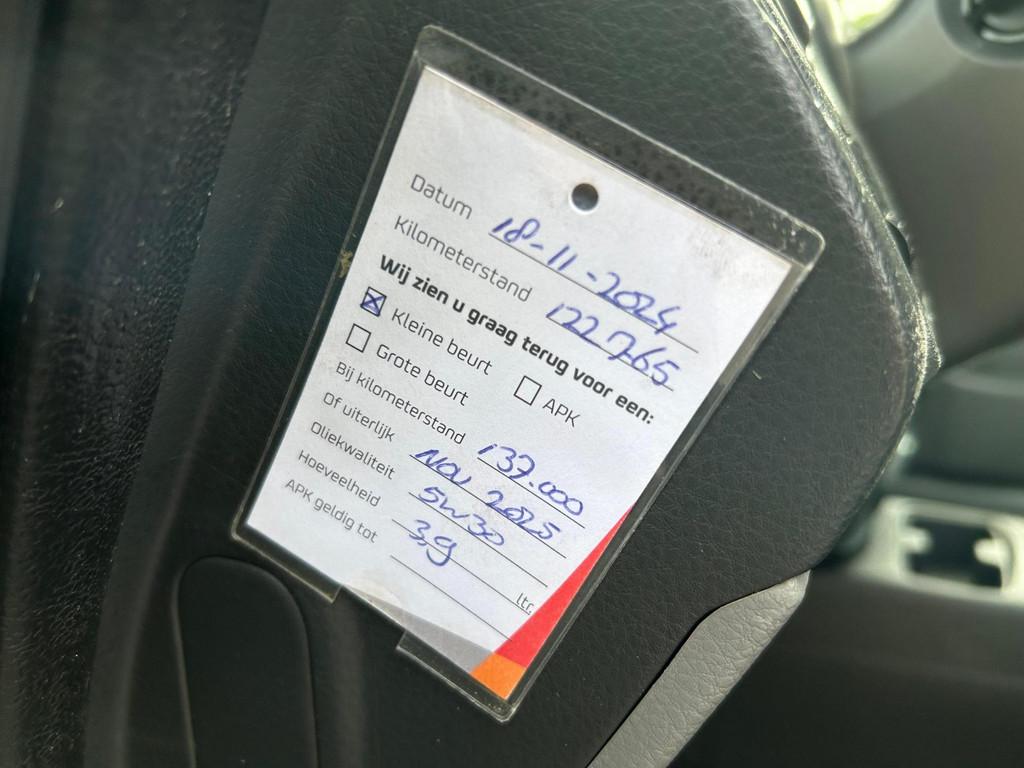 Datum 18-11-2024
Kilometerstand 122.765
Wij zien u graag terug voor een:
Kleine beurt
Grote beurt APK
Bij kilometerstand 137.000
Of uiterlijk NOV 2025
Oliekwaliteit 5W30
Hoeveelheid 3,9 ltr.
APK geldig tot